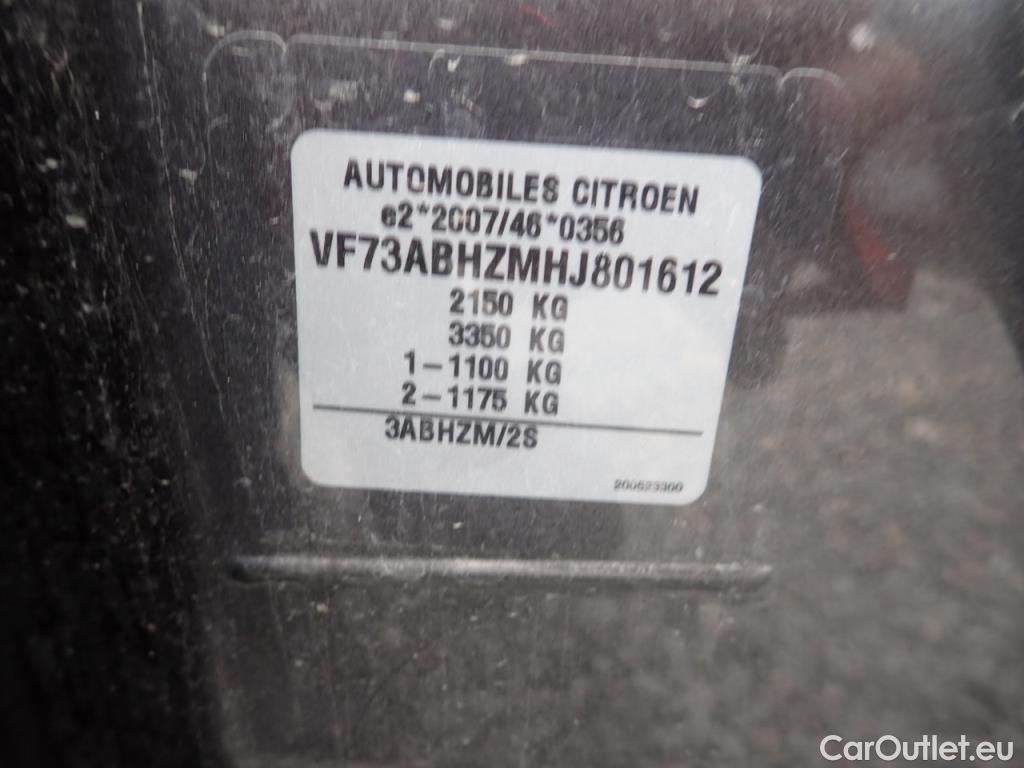 AUTOMOBILES CITROEN
e2*2007/46*0356
VF73ABHZMHJ801612
2150 KG
3350 KG
1-1100 KG
2-1175 KG
3ABHZM/2S
200623300
CarOutlet.eu